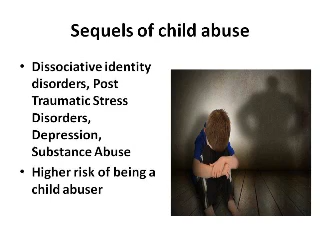 Sequels of child abuse
• Dissociative identity
disorders, Post
Traumatic Stress
Disorders,
Depression,
Substance Abuse
• Higher risk of being a
child abuser